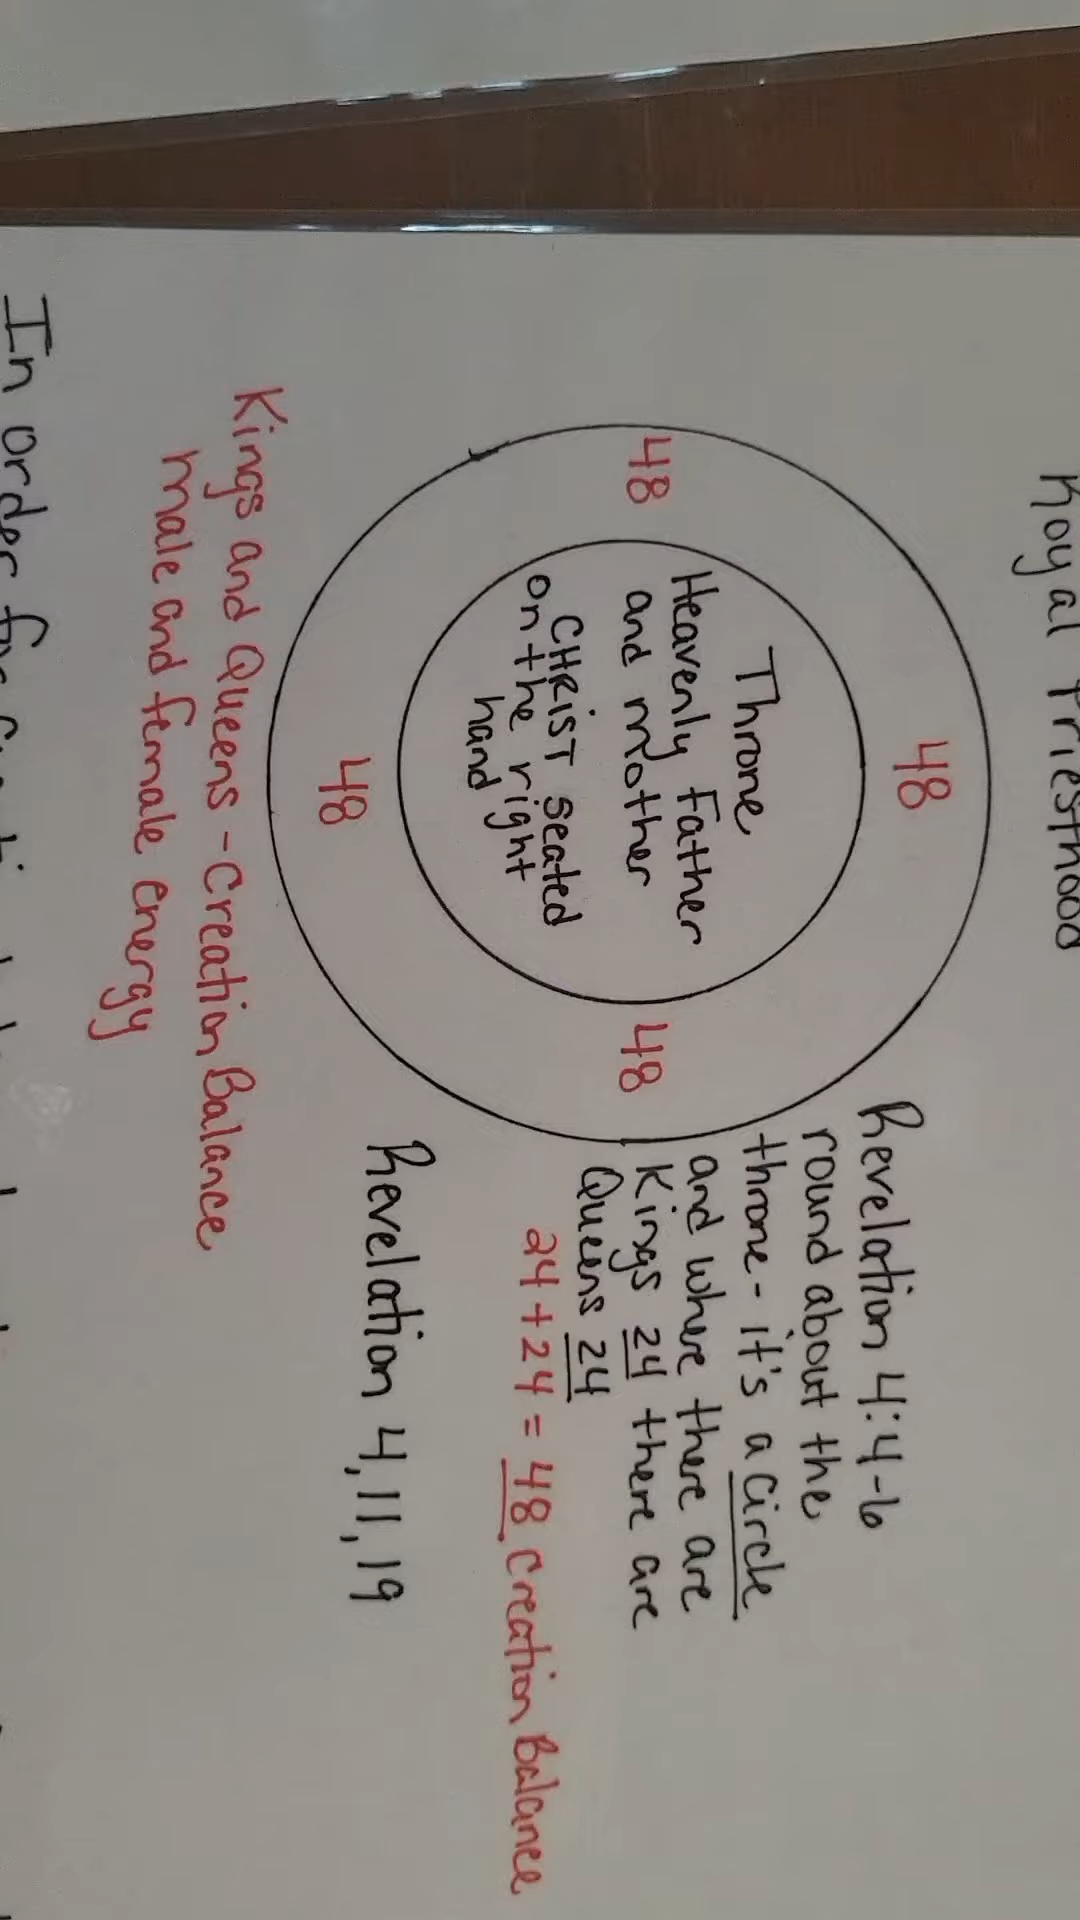 Royal Priesthood
48
Throne
Heavenly Father
and mother
CHRIST seated
on the right
hand
48
48
48
Revelation 4:4-6
round about the
throne - it's a circle
and where there are
Kings 24 there are
Queens 24
24 + 24 = 48 Creation Balance
Revelation 4, 11, 19
Kings and Queens - Creation Balance
male and female energy
In order for